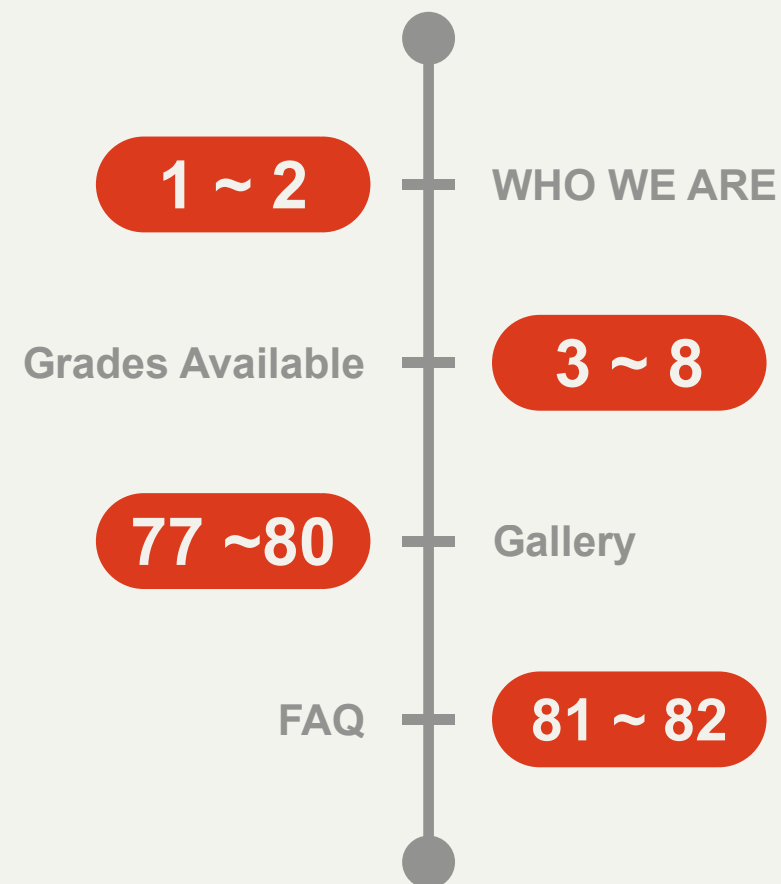 1 ~ 2 WHO WE ARE
Grades Available 3 ~ 8
77 ~80 Gallery
FAQ 81 ~ 82